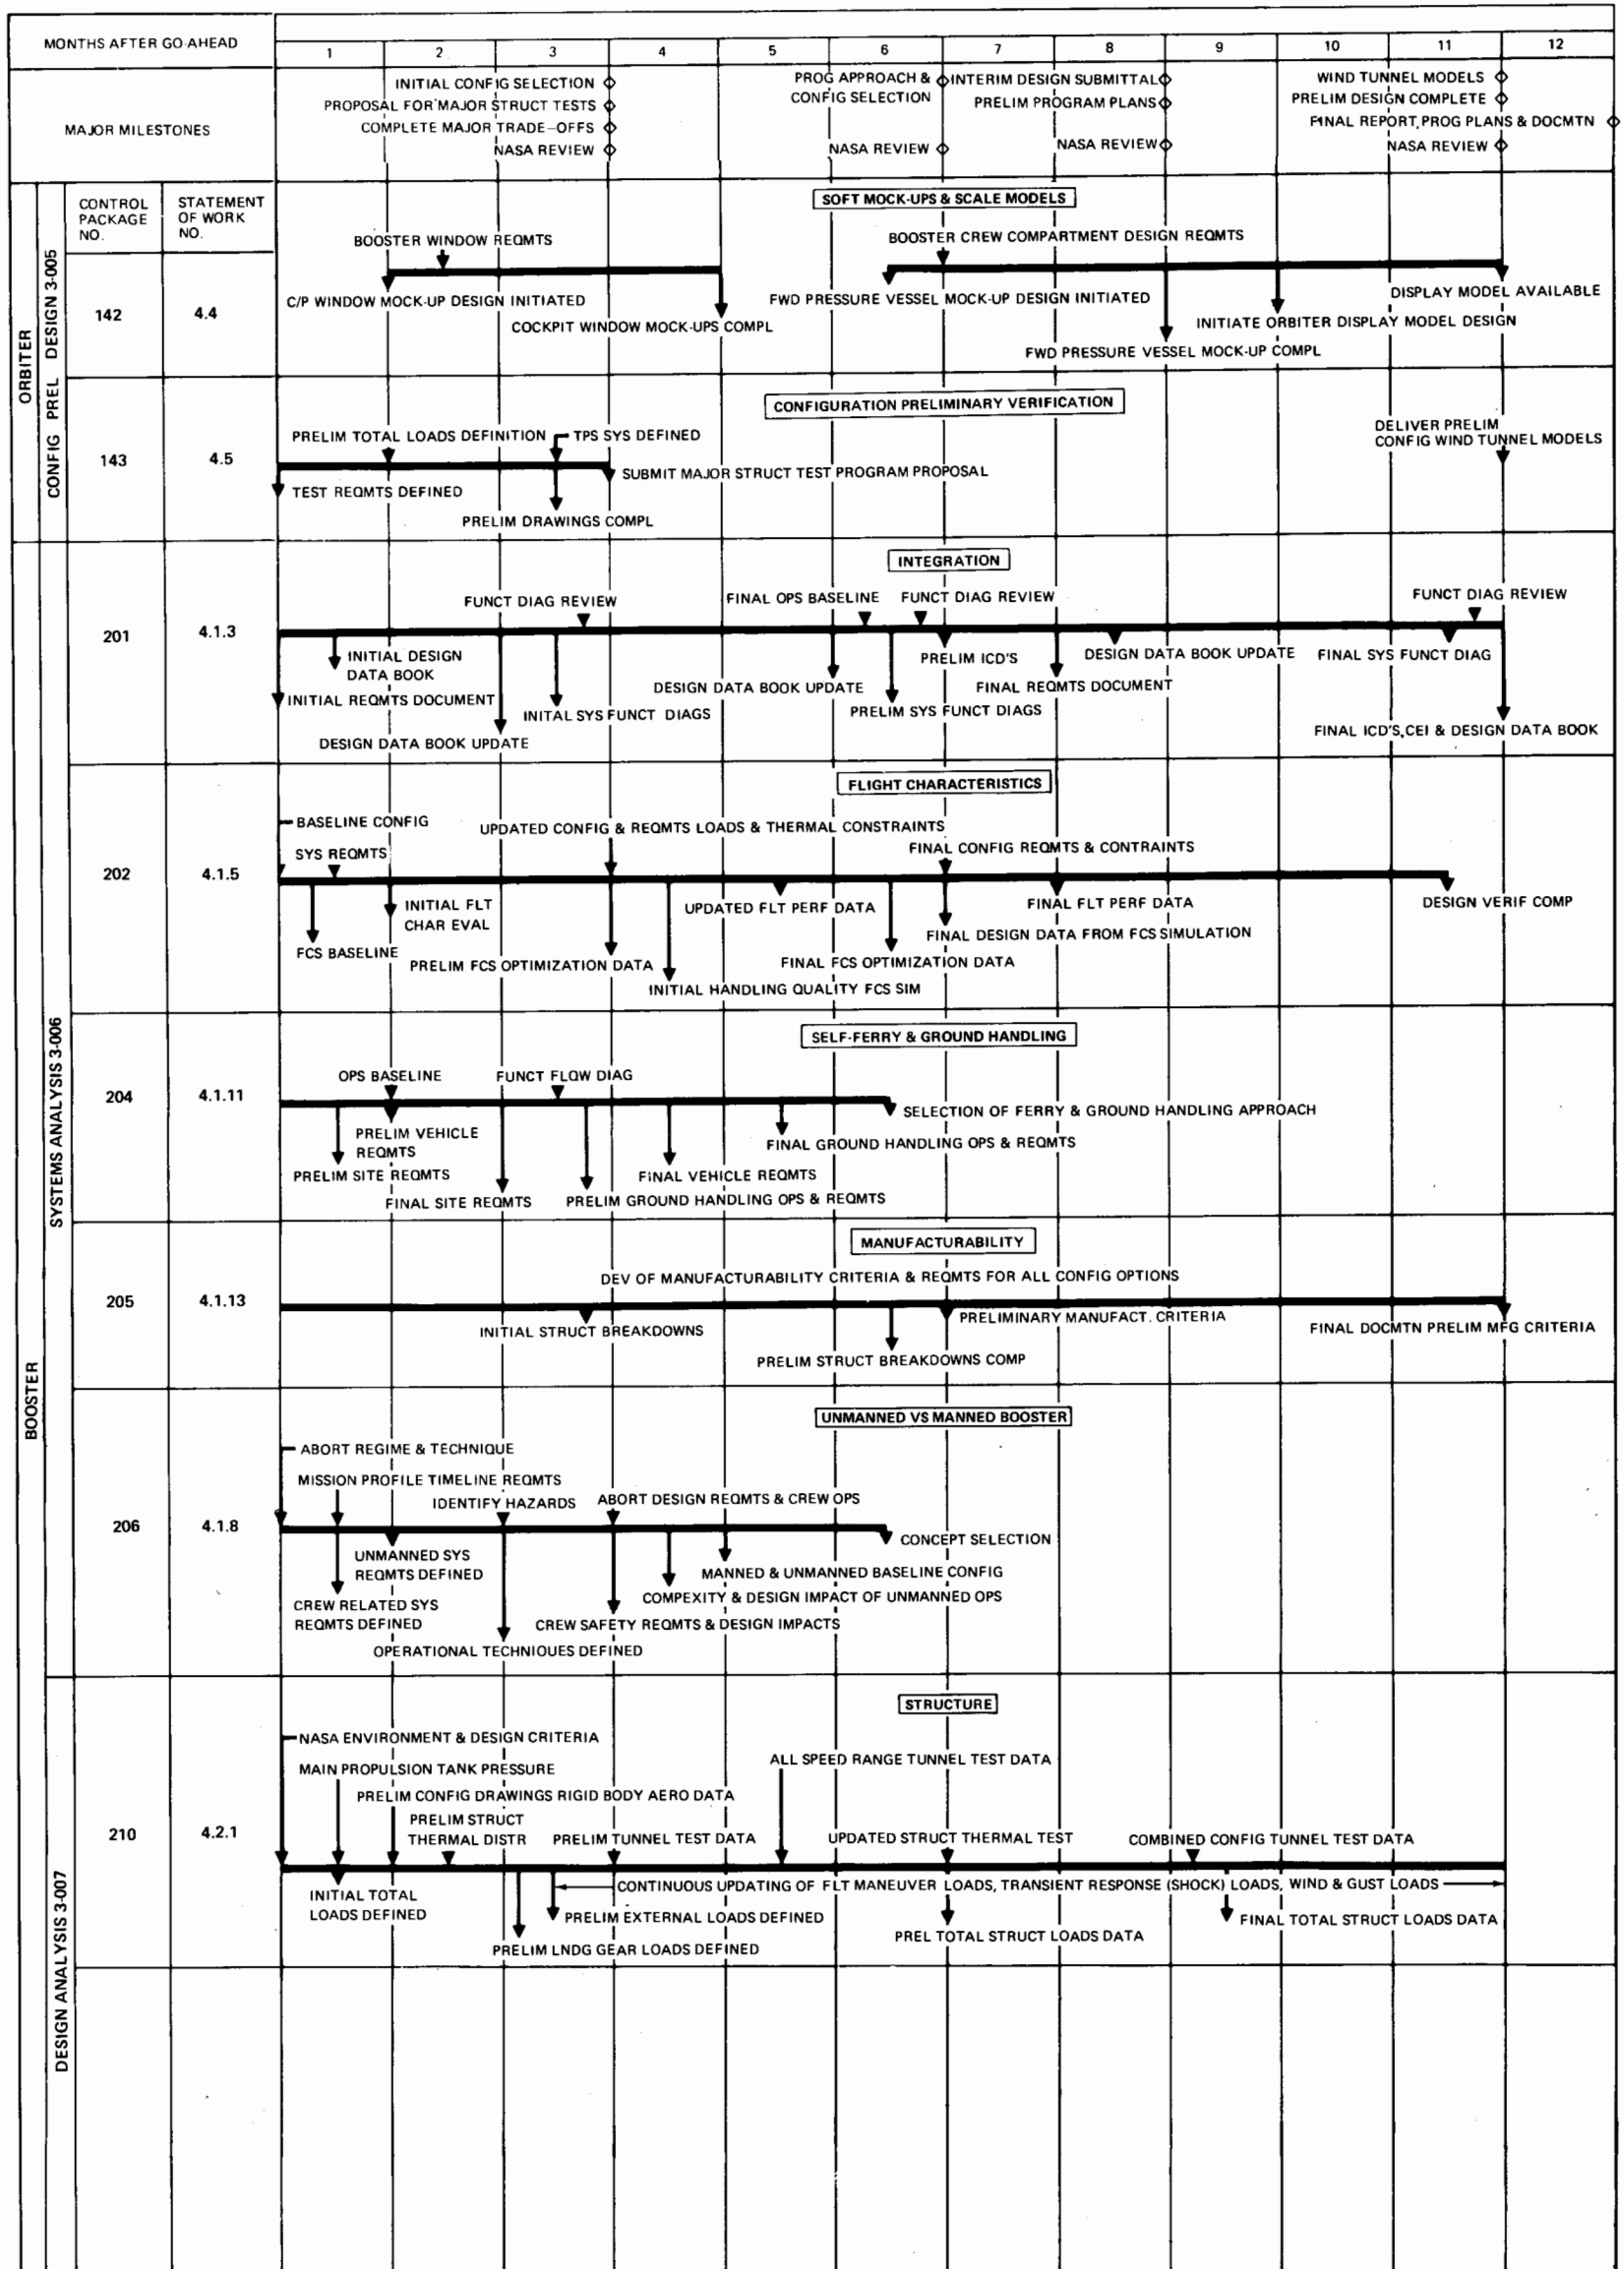 MONTHS AFTER GO-AHEAD
1 2 3 4 5 6 7 8 9 10 11 12
MAJOR MILESTONES
INITIAL CONFIG SELECTION
PROPOSAL FOR MAJOR STRUCT TESTS
COMPLETE MAJOR TRADE-OFFS
NASA REVIEW
PROG APPROACH &
CONFIG SELECTION
NASA REVIEW
INTERIM DESIGN SUBMITTAL
PRELIM PROGRAM PLANS
NASA REVIEW
WIND TUNNEL MODELS
PRELIM DESIGN COMPLETE
FINAL REPORT, PROG PLANS & DOCMTN
NASA REVIEW
ORBITER
CONFIG PREL DESIGN 3-005
CONTROL
PACKAGE
NO.
STATEMENT
OF WORK
NO.
SOFT MOCK-UPS & SCALE MODELS
142
4.4
BOOSTER WINDOW REQMTS
BOOSTER CREW COMPARTMENT DESIGN REQMTS
C/P WINDOW MOCK-UP DESIGN INITIATED
FWD PRESSURE VESSEL MOCK-UP DESIGN INITIATED
DISPLAY MODEL AVAILABLE
COCKPIT WINDOW MOCK-UPS COMPL
INITIATE ORBITER DISPLAY MODEL DESIGN
FWD PRESSURE VESSEL MOCK-UP COMPL
CONFIGURATION PRELIMINARY VERIFICATION
143
4.5
PRELIM TOTAL LOADS DEFINITION
TPS SYS DEFINED
DELIVER PRELIM
CONFIG WIND TUNNEL MODELS
SUBMIT MAJOR STRUCT TEST PROGRAM PROPOSAL
TEST REQMTS DEFINED
PRELIM DRAWINGS COMPL
BOOSTER
SYSTEMS ANALYSIS 3-006
INTEGRATION
201
4.1.3
FUNCT DIAG REVIEW
FINAL OPS BASELINE
FUNCT DIAG REVIEW
FUNCT DIAG REVIEW
INITIAL DESIGN
DATA BOOK
PRELIM ICD'S
DESIGN DATA BOOK UPDATE
FINAL SYS FUNCT DIAG
DESIGN DATA BOOK UPDATE
FINAL REQMTS DOCUMENT
INITIAL REQMTS DOCUMENT
INITAL SYS FUNCT DIAGS
PRELIM SYS FUNCT DIAGS
DESIGN DATA BOOK UPDATE
FINAL ICD'S, CEI & DESIGN DATA BOOK
FLIGHT CHARACTERISTICS
202
4.1.5
BASELINE CONFIG
UPDATED CONFIG & REQMTS LOADS & THERMAL CONSTRAINTS
SYS REQMTS
FINAL CONFIG REQMTS & CONTRAINTS
INITIAL FLT
CHAR EVAL
UPDATED FLT PERF DATA
FINAL FLT PERF DATA
DESIGN VERIF COMP
FCS BASELINE
FINAL DESIGN DATA FROM FCS SIMULATION
PRELIM FCS OPTIMIZATION DATA
FINAL FCS OPTIMIZATION DATA
INITIAL HANDLING QUALITY FCS SIM
SELF-FERRY & GROUND HANDLING
204
4.1.11
OPS BASELINE
FUNCT FLOW DIAG
SELECTION OF FERRY & GROUND HANDLING APPROACH
PRELIM VEHICLE
REQMTS
FINAL GROUND HANDLING OPS & REQMTS
PRELIM SITE REQMTS
FINAL VEHICLE REQMTS
FINAL SITE REQMTS
PRELIM GROUND HANDLING OPS & REQMTS
MANUFACTURABILITY
205
4.1.13
DEV OF MANUFACTURABILITY CRITERIA & REQMTS FOR ALL CONFIG OPTIONS
INITIAL STRUCT BREAKDOWNS
PRELIMINARY MANUFACT. CRITERIA
FINAL DOCMTN PRELIM MFG CRITERIA
PRELIM STRUCT BREAKDOWNS COMP
UNMANNED VS MANNED BOOSTER
206
4.1.8
ABORT REGIME & TECHNIQUE
MISSION PROFILE TIMELINE REQMTS
IDENTIFY HAZARDS
ABORT DESIGN REQMTS & CREW OPS
CONCEPT SELECTION
UNMANNED SYS
REQMTS DEFINED
MANNED & UNMANNED BASELINE CONFIG
CREW RELATED SYS
REQMTS DEFINED
COMPEXITY & DESIGN IMPACT OF UNMANNED OPS
CREW SAFETY REQMTS & DESIGN IMPACTS
OPERATIONAL TECHNIQUES DEFINED
DESIGN ANALYSIS 3-007
STRUCTURE
210
4.2.1
NASA ENVIRONMENT & DESIGN CRITERIA
MAIN PROPULSION TANK PRESSURE
ALL SPEED RANGE TUNNEL TEST DATA
PRELIM CONFIG DRAWINGS RIGID BODY AERO DATA
PRELIM STRUCT
THERMAL DISTR
PRELIM TUNNEL TEST DATA
UPDATED STRUCT THERMAL TEST
COMBINED CONFIG TUNNEL TEST DATA
CONTINUOUS UPDATING OF FLT MANEUVER LOADS, TRANSIENT RESPONSE (SHOCK) LOADS, WIND & GUST LOADS
INITIAL TOTAL
LOADS DEFINED
PRELIM EXTERNAL LOADS DEFINED
FINAL TOTAL STRUCT LOADS DATA
PREL TOTAL STRUCT LOADS DATA
PRELIM LNDG GEAR LOADS DEFINED